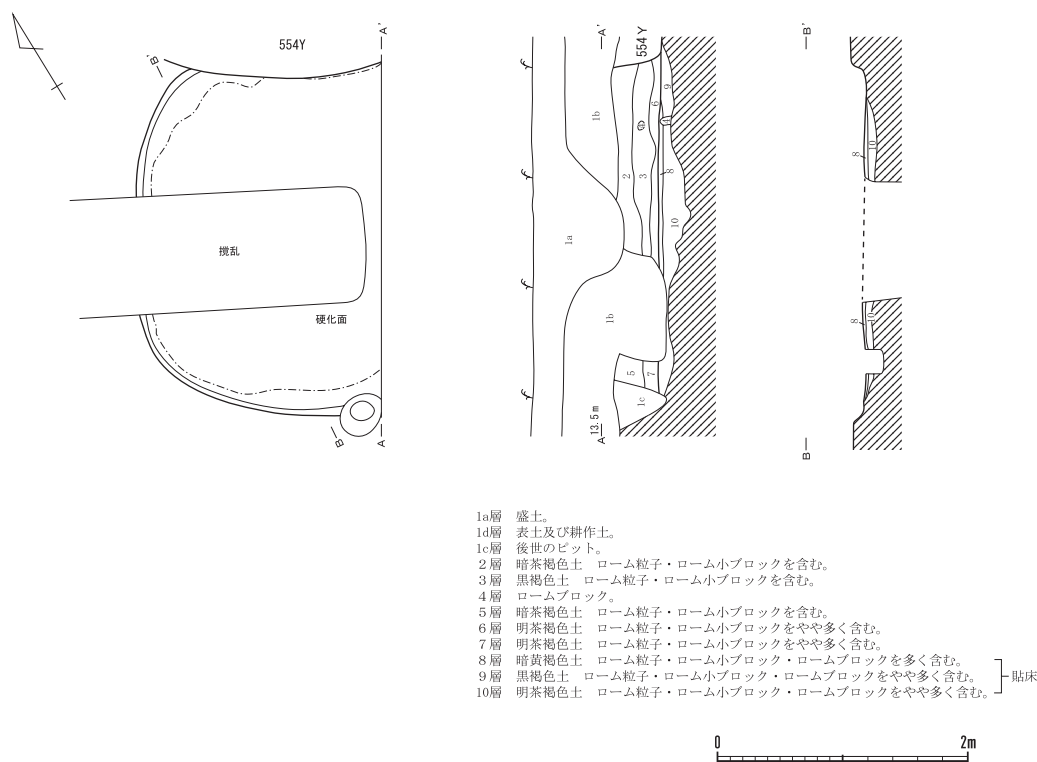 554Y
A'
B'
撹乱
硬化面
B
A
A'
554Y
1b
9
6
4
2
3
8
10
1a
1b
5
7
1c
13.5m
A
B'
10
8
8
10
B
1a層 盛土。
1d層 表土及び耕作土。
1c層 後世のピット。
2層 暗茶褐色土 ローム粒子・ローム小ブロックを含む。
3層 黒褐色土 ローム粒子・ローム小ブロックを含む。
4層 ロームブロック。
5層 暗茶褐色土 ローム粒子・ローム小ブロックを含む。
6層 明茶褐色土 ローム粒子・ローム小ブロックをやや多く含む。
7層 明茶褐色土 ローム粒子・ローム小ブロックをやや多く含む。
8層 暗黄褐色土 ローム粒子・ローム小ブロック・ロームブロックを多く含む。
9層 黒褐色土 ローム粒子・ローム小ブロック・ロームブロックをやや多く含む。 貼床
10層 明茶褐色土 ローム粒子・ローム小ブロック・ロームブロックをやや多く含む。
0 2m